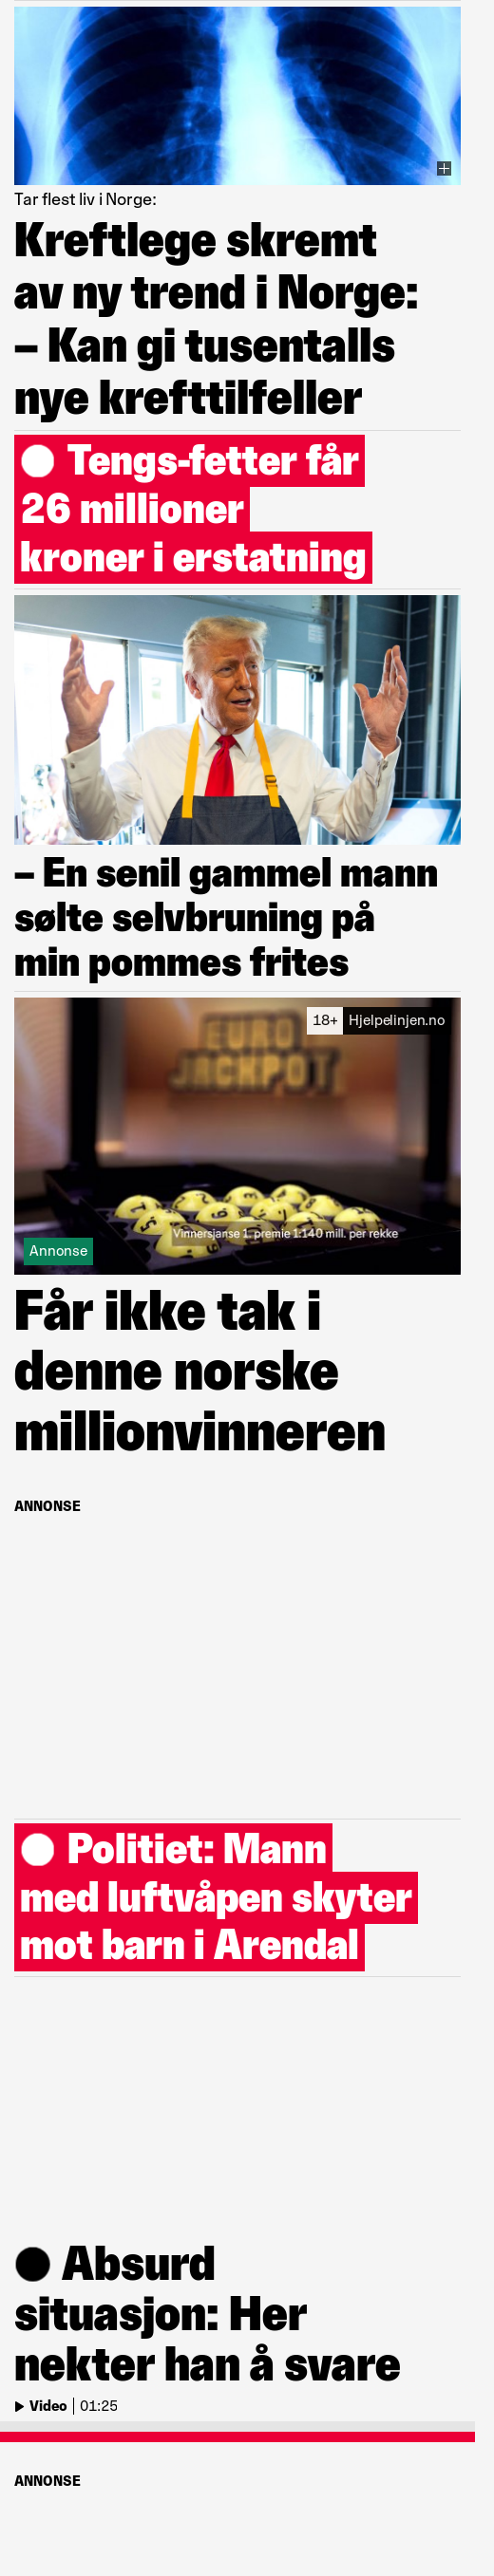 Tar flest liv i Norge:
Kreftlege skremt
av ny trend i Norge:
– Kan gi tusentalls
nye krefttilfeller
Tengs-fetter får
26 millioner
kroner i erstatning
– En senil gammel mann
sølte selvbruning på
min pommes frites
18+ Hjelpelinjen.no
EURO
JACKPOT
Vinnersjanse 1. premie 1:140 mill. per rekke
Annonse
Får ikke tak i
denne norske
millionvinneren
ANNONSE
Politiet: Mann
med luftvåpen skyter
mot barn i Arendal
Absurd
situasjon: Her
nekter han å svare
Video | 01:25
ANNONSE